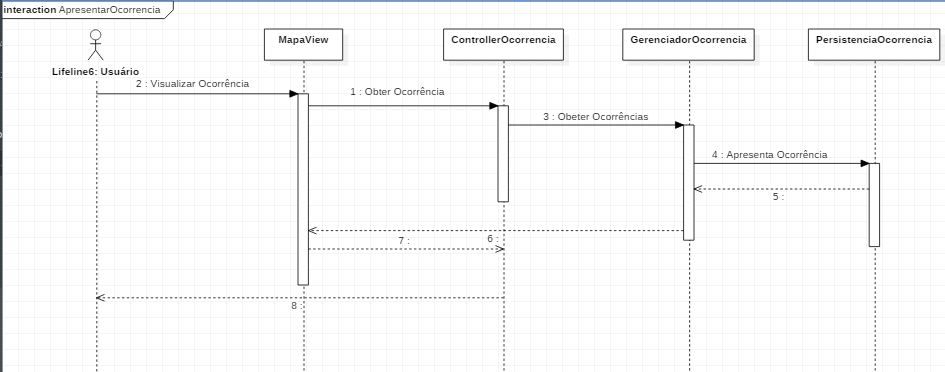 interaction ApresentarOcorrencia
MapaView
ControllerOcorrencia
GerenciadorOcorrencia
PersistenciaOcorrencia
Lifeline6: Usuário
2 : Visualizar Ocorrência
1 : Obter Ocorrência
3 : Obeter Ocorrências
4 : Apresenta Ocorrência
5 :
6 :
7 :
8 :